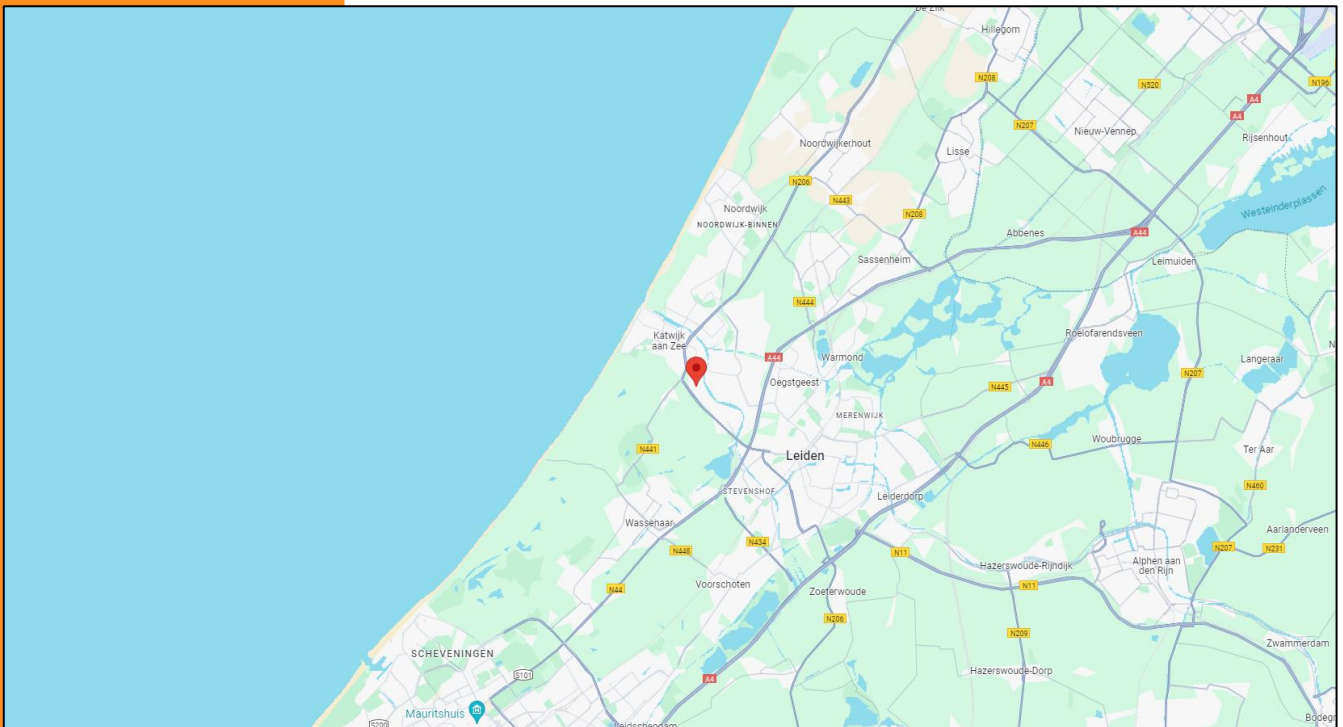 De Zilk
Hillegom
N208
N520
N196
A4
A4
N207
Nieuw-Vennep
Rijsenhout
Noordwijkerhout
Lisse
N206
N443
Westeinderplassen
Noordwijk
N208
NOORDWIJK-BINNEN
Abbenes
A44
Sassenheim
Leimuiden
N444
Katwijk
aan Zee
Roelofarendsveen
A44
Warmond
Langeraar
N207
Oegstgeest
N445
A4
MERENWIJK
N441
N446
Woubrugge
Ter Aar
Leiden
STEVENSHOF
N460
Leiderdorp
Wassenaar
Aarlanderveen
N448
N434
N11
N207
N231
Hazerswoude-Rijndijk
Alphen aan
den Rijn
N44
Voorschoten
N11
Zoeterwoude
N206
N209
Zwammerdam
SCHEVENINGEN
S101
A4
Hazerswoude-Dorp
Mauritshuis
S200
Leidschendam